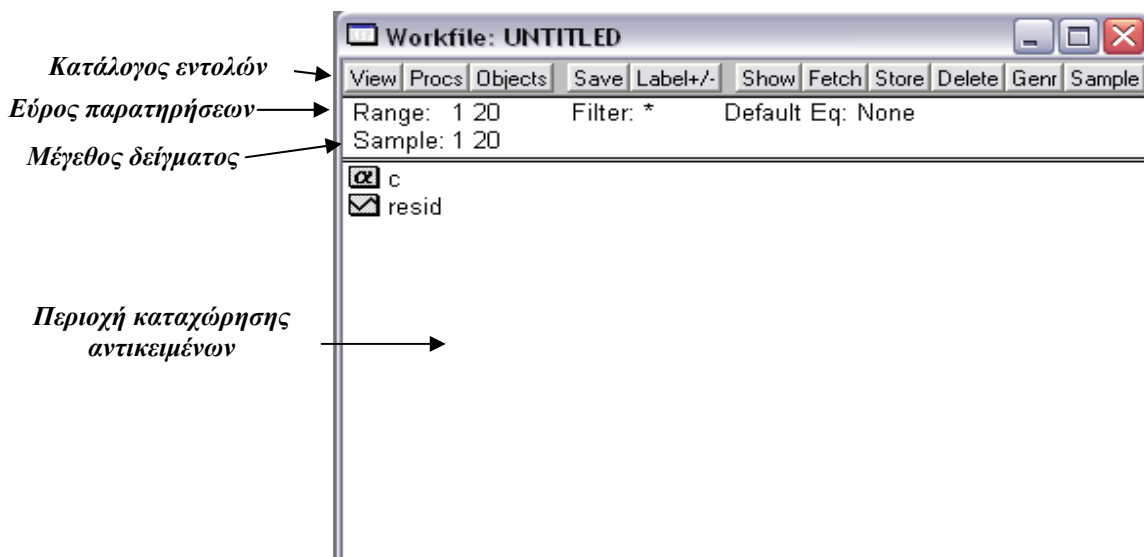 Workfile: UNTITLED
Κατάλογος εντολών
View Procs Objects Save Label+/- Show Fetch Store Delete Genr Sample
Εύρος παρατηρήσεων
Range: 1 20 Filter: * Default Eq: None
Μέγεθος δείγματος
Sample: 1 20
α c
resid
Περιοχή καταχώρησης
αντικειμένων